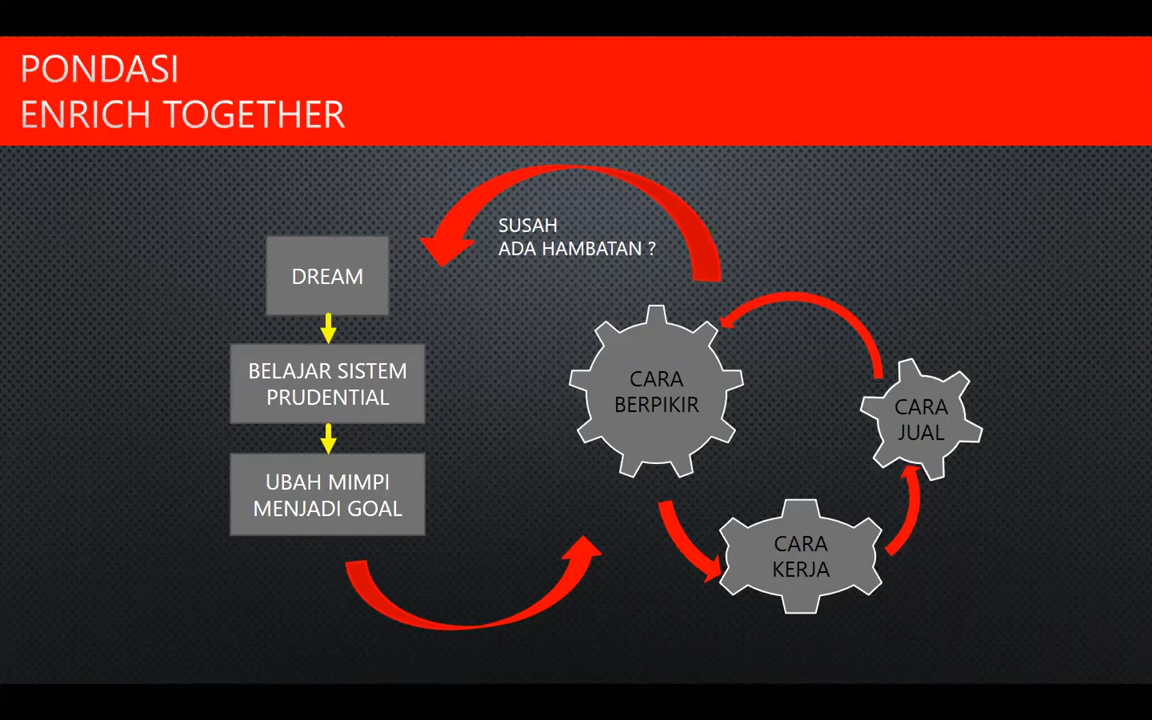 PONDASI
ENRICH TOGETHER
SUSAH
ADA HAMBATAN ?
DREAM
BELAJAR SISTEM
PRUDENTIAL
UBAH MIMPI
MENJADI GOAL
CARA
BERPIKIR
CARA
JUAL
CARA
KERJA